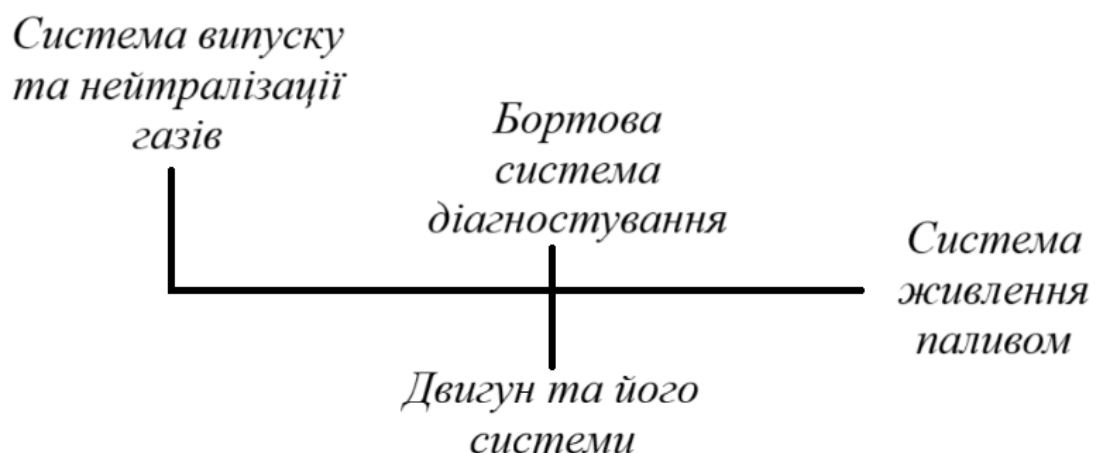 Система випуску
та нейтралізації
газів
Бортова
система
діагностування
Система
живлення
паливом
Двигун та його
системи